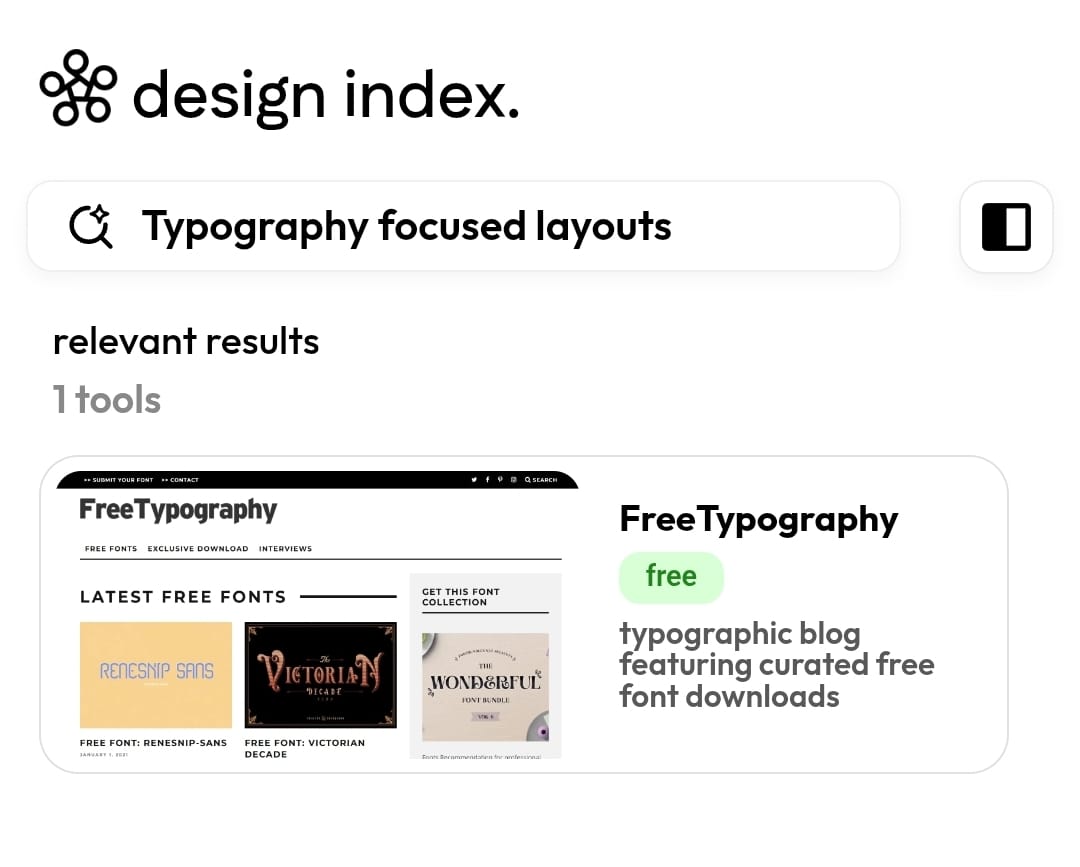 design index.
Typography focused layouts
relevant results
1 tools
▸▸ SUBMIT YOUR FONT ▸▸ CONTACT
SEARCH
FreeTypography
FREE FONTS EXCLUSIVE DOWNLOAD INTERVIEWS
LATEST FREE FONTS
RENESNIP SANS
FREE FONT: RENESNIP-SANS
JANUARY 7, 2021
The
VICTORIAN
DECADE
FREE FONT: VICTORIAN
DECADE
GET THIS FONT
COLLECTION
THE
WONDERFUL
FONT BUNDLE
VOL 6
Fonts Recommendation for professional
FreeTypography
free
typographic blog
featuring curated free
font downloads